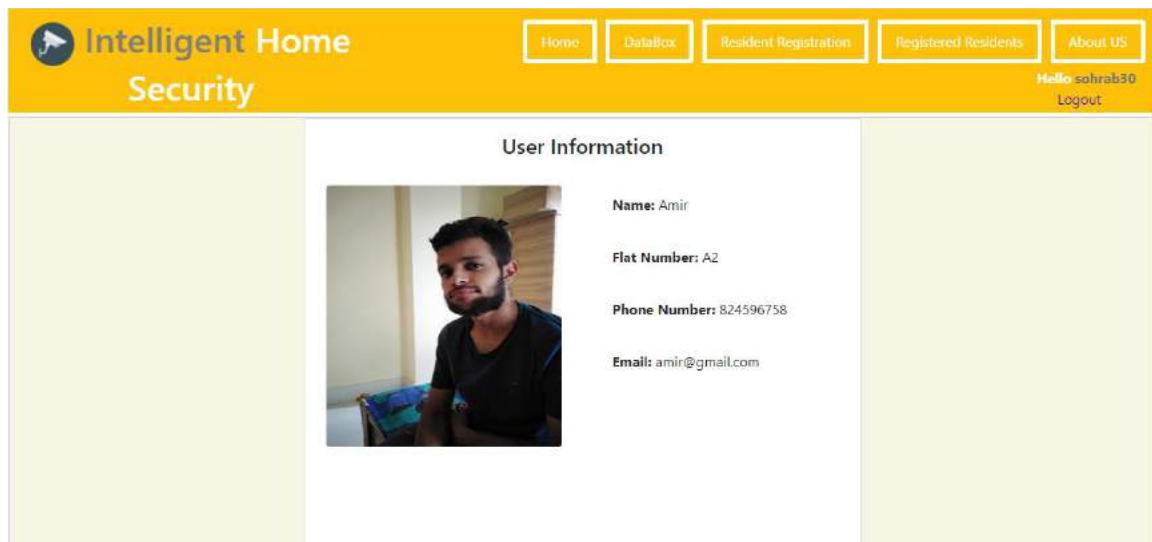 Intelligent Home
Security
Home DataBox Resident Registration Registered Residents About US
Hello sohrab30
Logout
User Information
Name: Amir
Flat Number: A2
Phone Number: 824596758
Email: amir@gmail.com